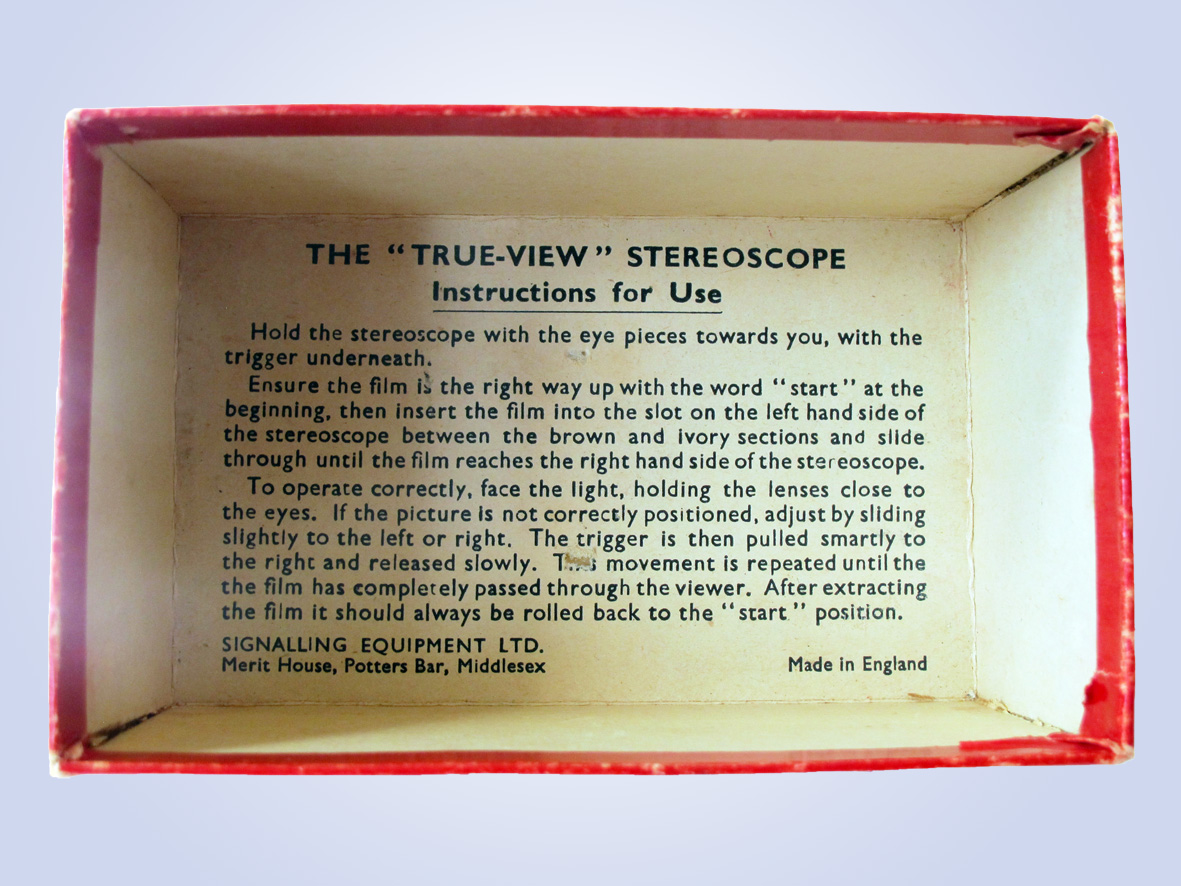 THE “TRUE-VIEW” STEREOSCOPE
Instructions for Use
Hold the stereoscope with the eye pieces towards you, with the
trigger underneath.
Ensure the film is the right way up with the word “start” at the
beginning, then insert the film into the slot on the left hand side of
the stereoscope between the brown and ivory sections and slide
through until the film reaches the right hand side of the stereoscope.
To operate correctly, face the light, holding the lenses close to
the eyes. If the picture is not correctly positioned, adjust by sliding
slightly to the left or right. The trigger is then pulled smartly to
the right and released slowly. This movement is repeated until the
the film has completely passed through the viewer. After extracting
the film it should always be rolled back to the “start” position.
SIGNALLING EQUIPMENT LTD.
Merit House, Potters Bar, Middlesex
Made in England